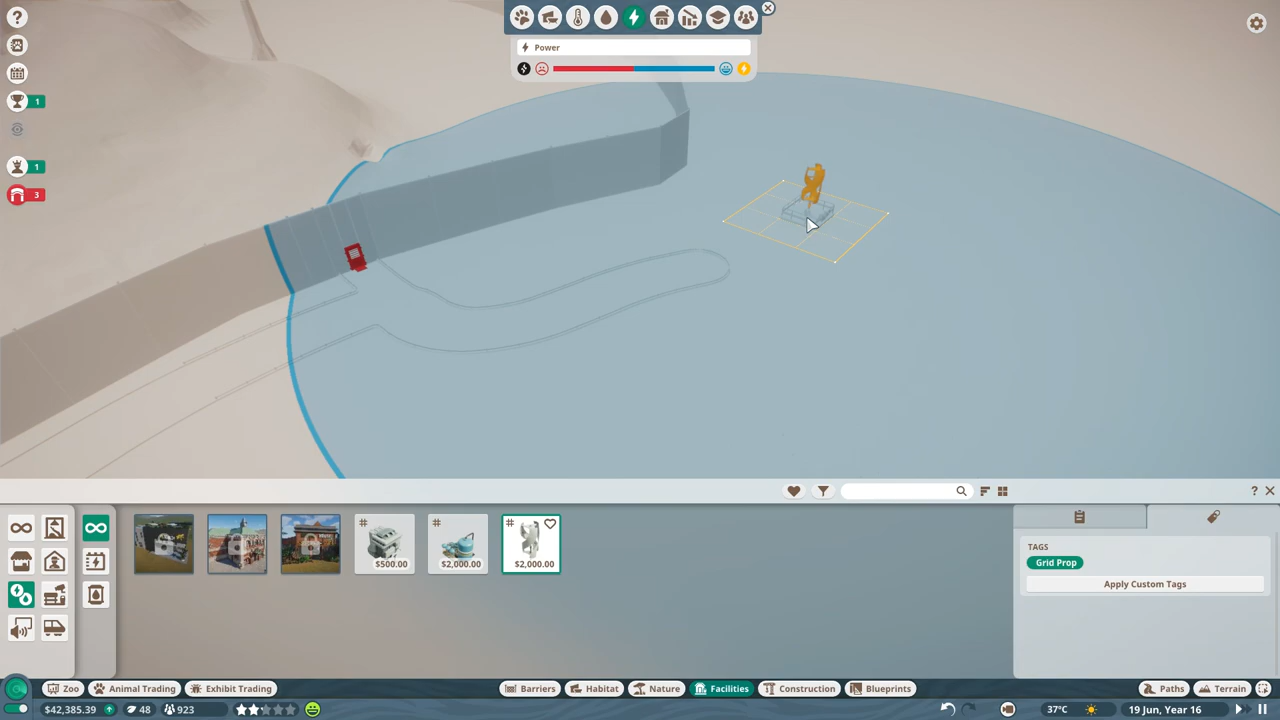 ?
Power
1
1
3
? 
$500.00
$2,000.00
$2,000.00
TAGS
Grid Prop
Apply Custom Tags
Zoo
Animal Trading
Exhibit Trading
Barriers
Habitat
Nature
Facilities
Construction
Blueprints
Paths
Terrain
$42,385.39
48
923
37°C
19 Jun, Year 16